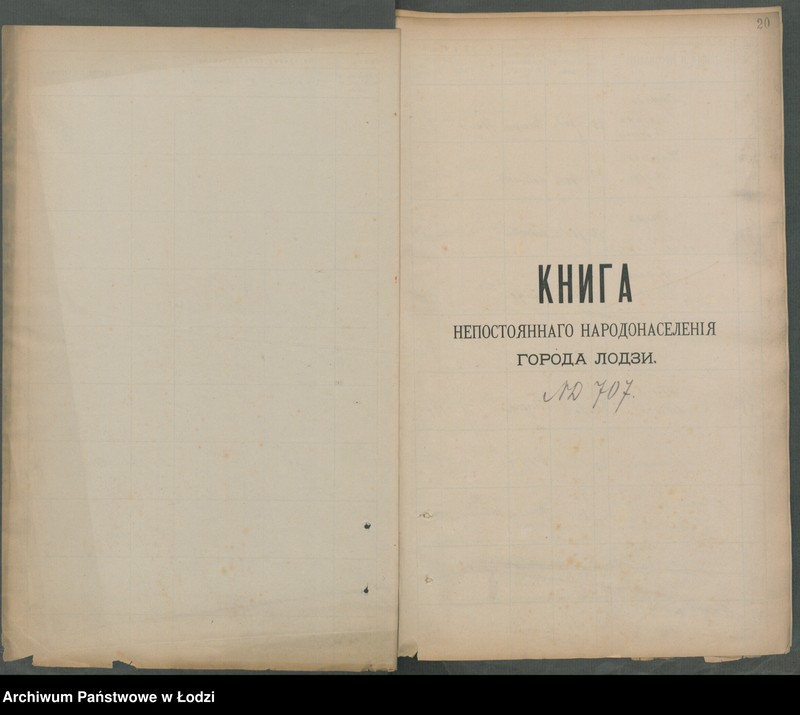 20
КНИГА
НЕПОСТОЯННАГО НАРОДОНАСЕЛЕНІЯ
ГОРОДА ЛОДЗИ.
№ 707.
Archiwum Państwowe w Łodzi